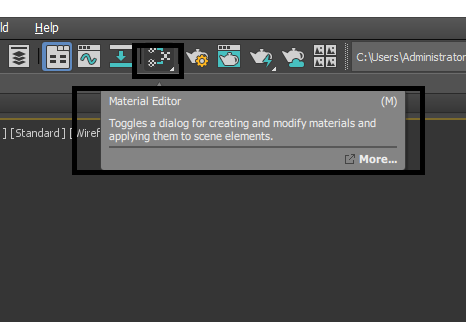 ld Help
C:\Users\Administrator
Material Editor (M)
Toggles a dialog for creating and modify materials and
applying them to scene elements.
More...
] [Standard ] [Wiref